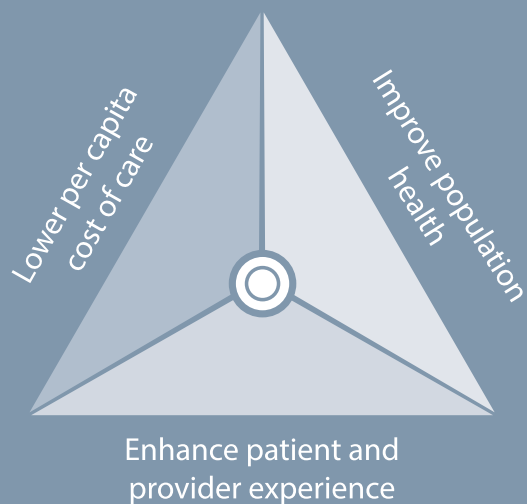 Lower per capita
cost of care
Improve population
health
Enhance patient and
provider experience